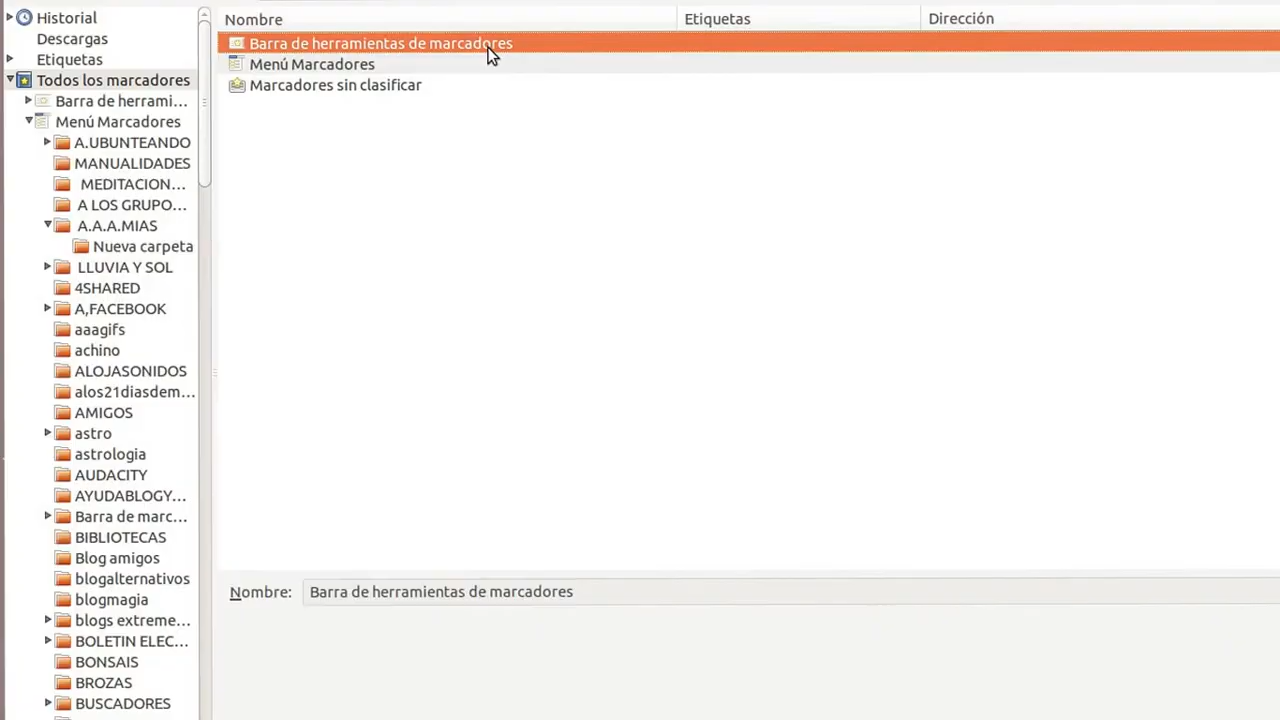 Historial
Descargas
Etiquetas
Todos los marcadores
Barra de herrami...
Menú Marcadores
A.UBUNTEANDO
MANUALIDADES
MEDITACION...
A LOS GRUPO...
A.A.A.MIAS
Nueva carpeta
LLUVIA Y SOL
4SHARED
A,FACEBOOK
aaagifs
achino
ALOJASONIDOS
alos21diasdem...
AMIGOS
astro
astrologia
AUDACITY
AYUDABLOGY...
Barra de marc...
BIBLIOTECAS
Blog amigos
blogalternativos
blogmagia
blogs extreme...
BOLETIN ELEC...
BONSAIS
BROZAS
BUSCADORES
Nombre Etiquetas Dirección
Barra de herramientas de marcadores
Menú Marcadores
Marcadores sin clasificar
Nombre: Barra de herramientas de marcadores